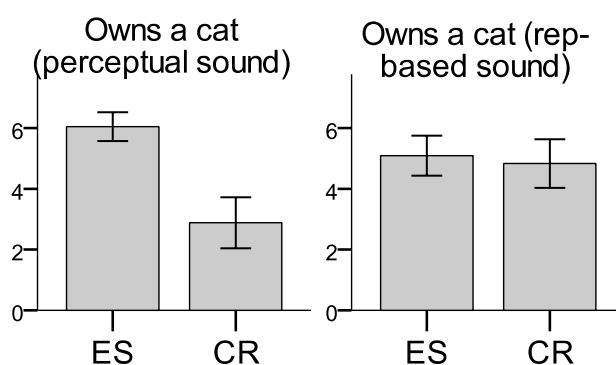 Owns a cat
(perceptual sound)
6
4
2
0
ES CR
Owns a cat (rep-
based sound)
6
4
2
0
ES CR